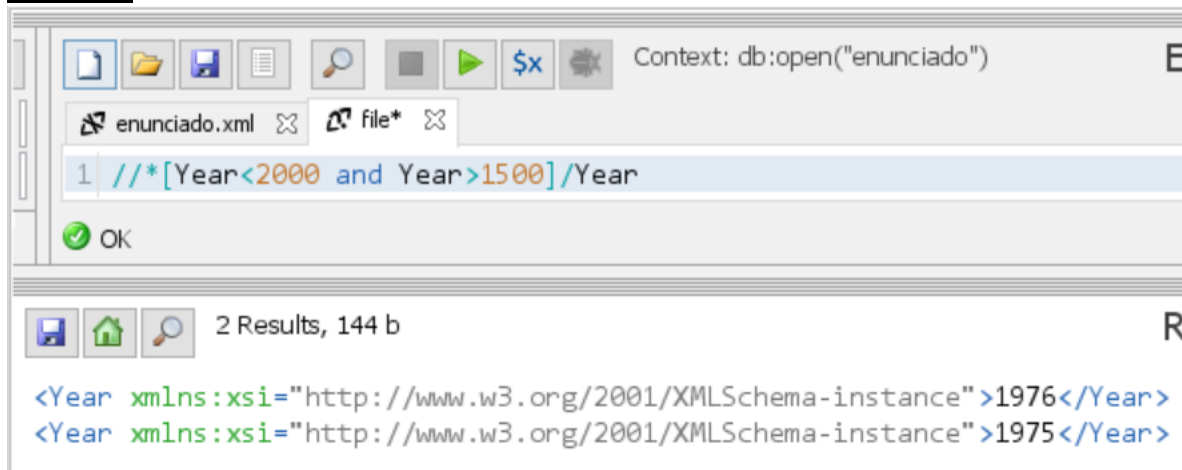 $x Context: db:open("enunciado") E
enunciado.xml file*
1 //*[Year<2000 and Year>1500]/Year
OK
2 Results, 144 b R
<Year xmlns:xsi="http://www.w3.org/2001/XMLSchema-instance">1976</Year>
<Year xmlns:xsi="http://www.w3.org/2001/XMLSchema-instance">1975</Year>